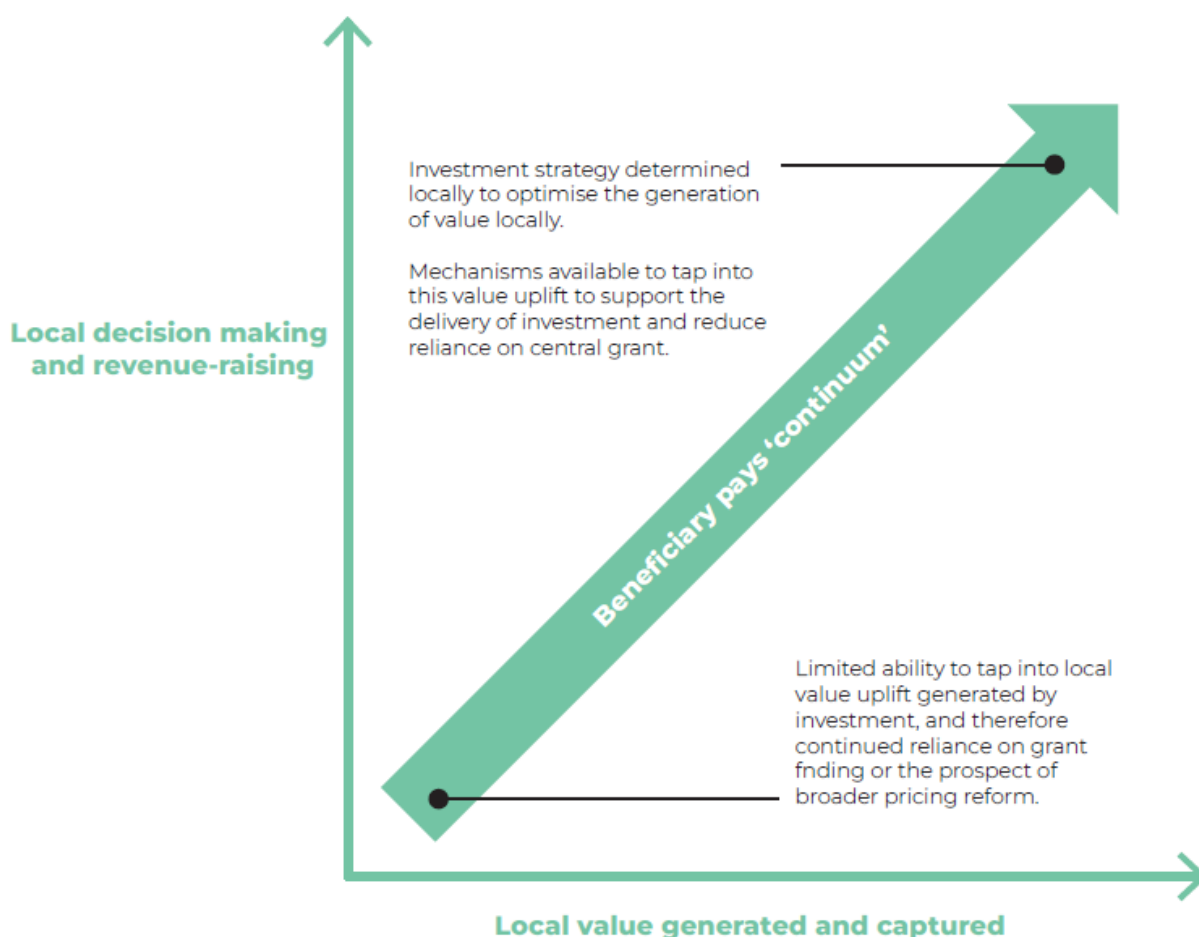 Investment strategy determined
locally to optimise the generation
of value locally.
Mechanisms available to tap into
this value uplift to support the
delivery of investment and reduce
reliance on central grant.
Local decision making
and revenue-raising
Beneficiary pays ‘continuum’
Limited ability to tap into local
value uplift generated by
investment, and therefore
continued reliance on grant
fnding or the prospect of
broader pricing reform.
Local value generated and captured